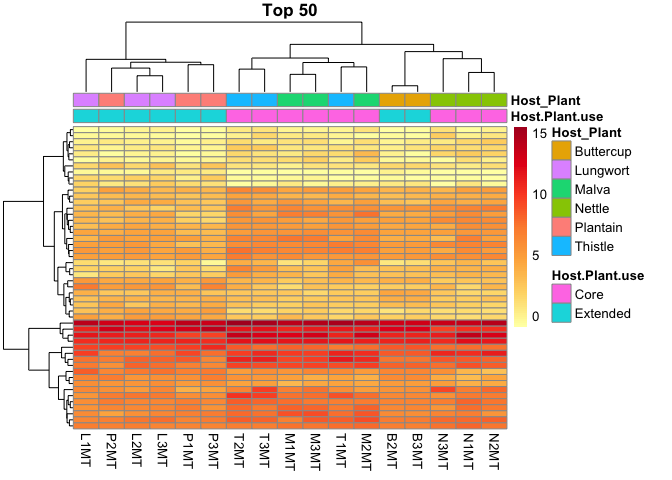 Top 50
Host_Plant
Host.Plant.use
15
10
5
0
Host_Plant
Buttercup
Lungwort
Malva
Nettle
Plantain
Thistle
Host.Plant.use
Core
Extended
L1MT
P2MT
L2MT
L3MT
P1MT
P3MT
T2MT
T3MT
M1MT
M3MT
T1MT
M2MT
B2MT
B3MT
N3MT
N1MT
N2MT